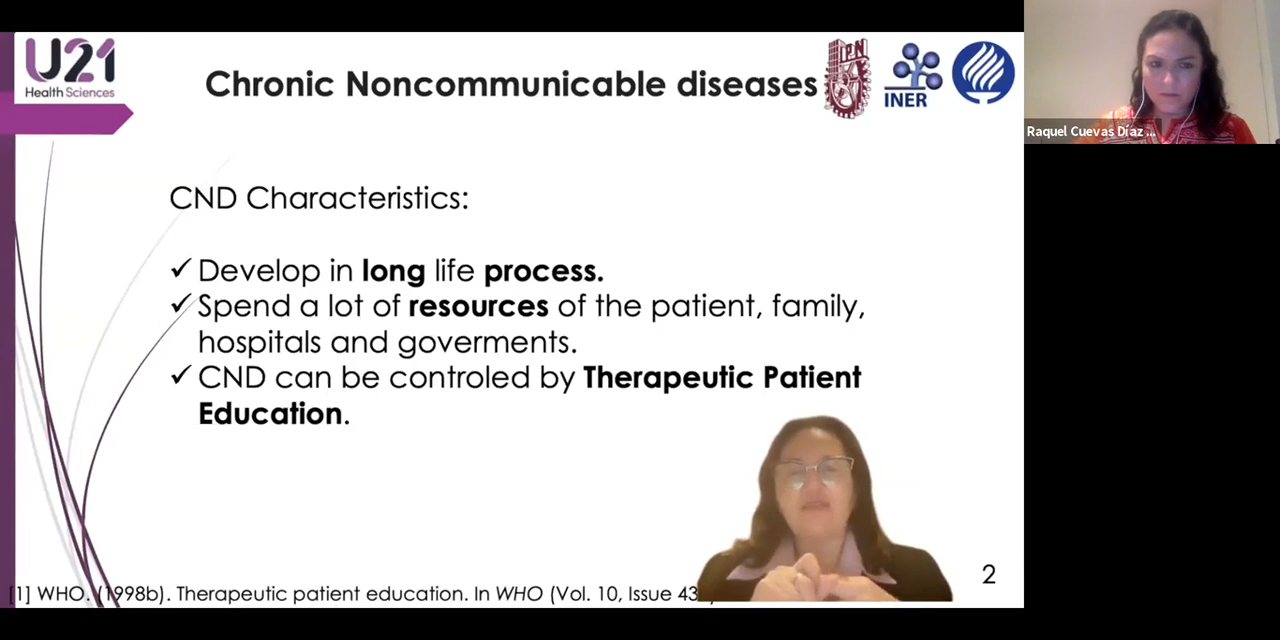 U21
Health Sciences
Chronic Noncommunicable diseases
IPN
INER
Raquel Cuevas Díaz ...
CND Characteristics:
✓ Develop in long life process.
✓ Spend a lot of resources of the patient, family,
hospitals and goverments.
✓ CND can be controled by Therapeutic Patient
Education.
2
[1] WHO. (1998b). Therapeutic patient education. In WHO (Vol. 10, Issue 43